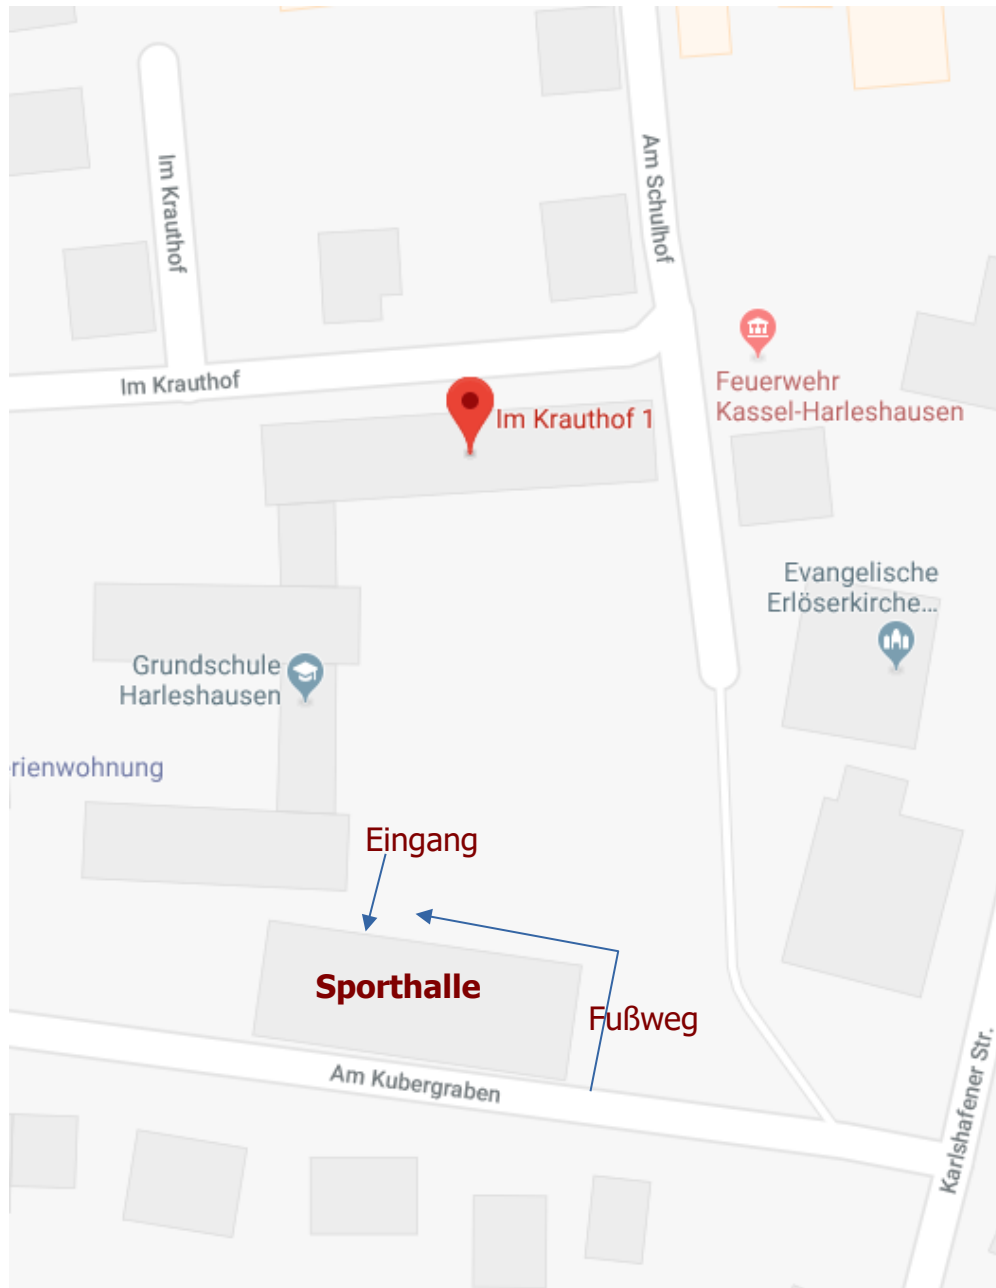 Im Krauthof
Am Schulhof
Im Krauthof
Im Krauthof 1
Feuerwehr
Kassel-Harleshausen
Evangelische
Erlöserkirche...
Grundschule
Harleshausen
rienwohnung
Eingang
Sporthalle
Fußweg
Am Kubergraben
Karlshafener Str.